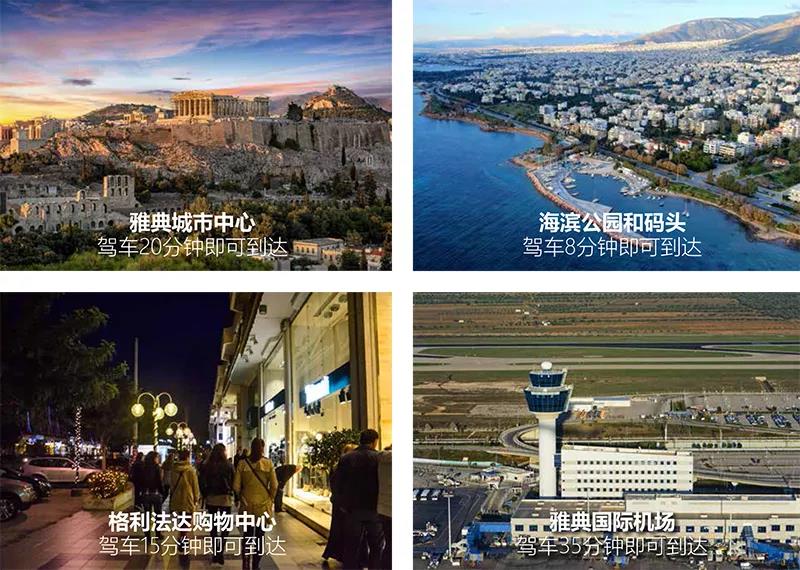 雅典城市中心
驾车20分钟即可到达
海滨公园和码头
驾车8分钟即可到达
格利法达购物中心
驾车15分钟即可到达
雅典国际机场
驾车35分钟即可到达